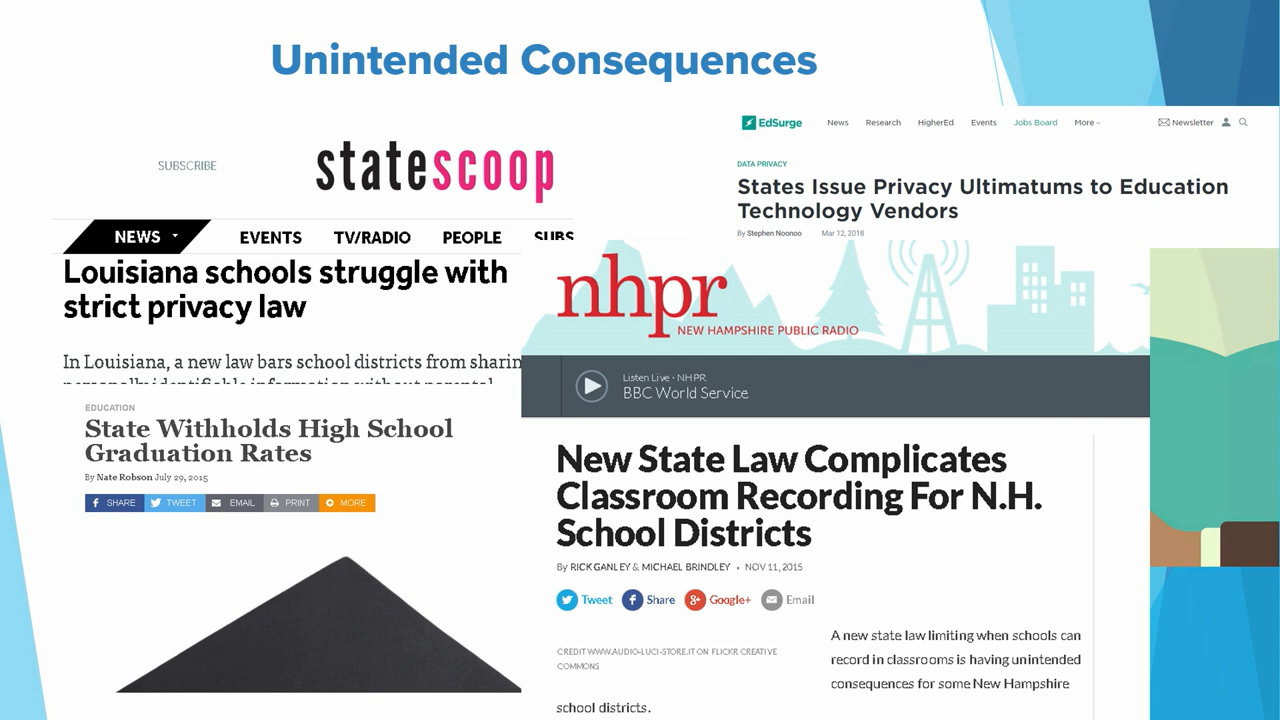 Unintended Consequences
SUBSCRIBE
statescoop
NEWS
EVENTS
TV/RADIO
PEOPLE
SUBS
Louisiana schools struggle with
strict privacy law
In Louisiana, a new law bars school districts from sharin
personally identifiable information without parental
EDUCATION
State Withholds High School
Graduation Rates
By Nate Robson July 29, 2015
SHARE TWEET EMAIL PRINT MORE
EdSurge
News Research HigherEd Events Jobs Board More
Newsletter
DATA PRIVACY
States Issue Privacy Ultimatums to Education
Technology Vendors
By Stephen Noonoo Mar 12, 2018
nhpr
NEW HAMPSHIRE PUBLIC RADIO
Listen Live · NHPR
BBC World Service
New State Law Complicates
Classroom Recording For N.H.
School Districts
By RICK GANLEY & MICHAEL BRINDLEY • NOV 11, 2015
Tweet Share Google+ Email
CREDIT WWW.AUDIO-LUCI-STORE.IT ON FLICKR CREATIVE
COMMONS
A new state law limiting when schools can
record in classrooms is having unintended
consequences for some New Hampshire
school districts.